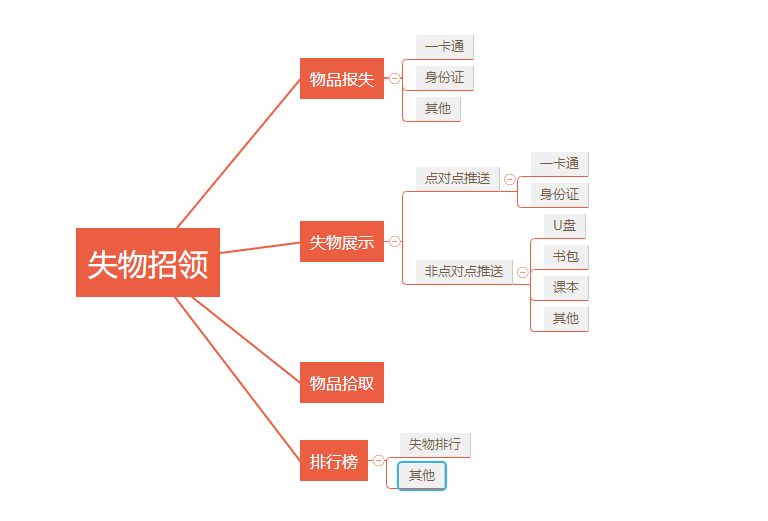 失物招领
物品报失
一卡通
身份证
其他
失物展示
点对点推送
一卡通
身份证
非点对点推送
U盘
书包
课本
其他
物品拾取
排行榜
失物排行
其他